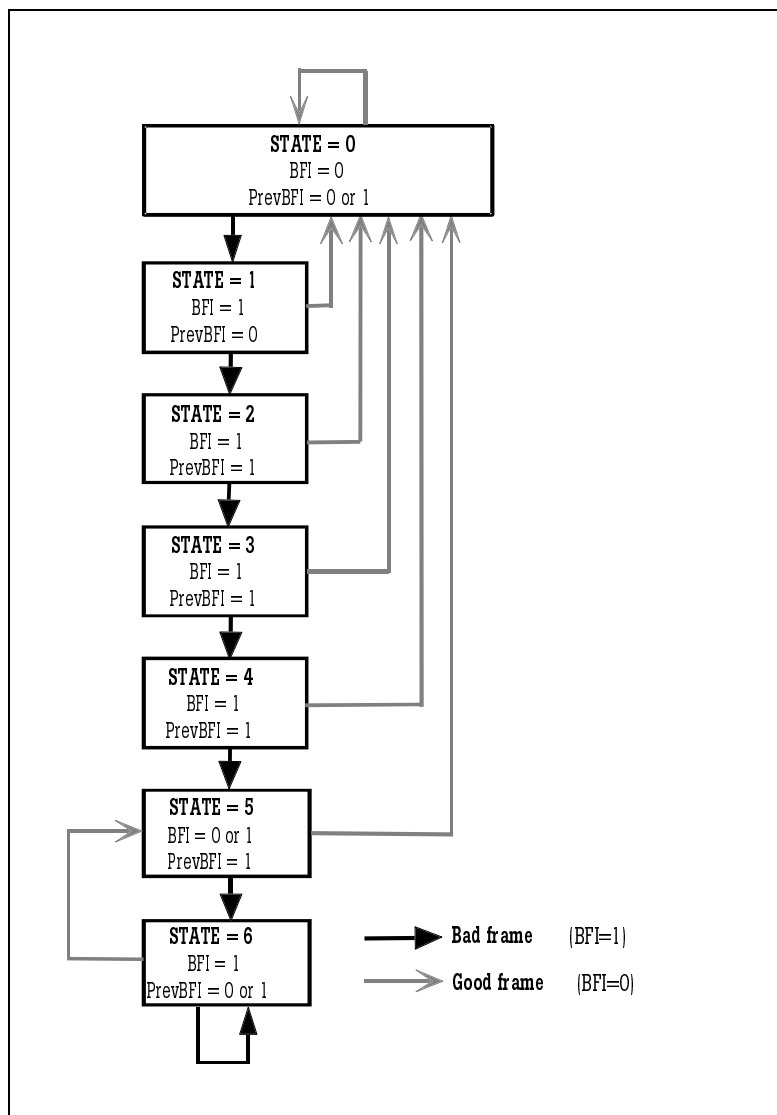 STATE = 0
BFI = 0
PrevBFI = 0 or 1
STATE = 1
BFI = 1
PrevBFI = 0
STATE = 2
BFI = 1
PrevBFI = 1
STATE = 3
BFI = 1
PrevBFI = 1
STATE = 4
BFI = 1
PrevBFI = 1
STATE = 5
BFI = 0 or 1
PrevBFI = 1
STATE = 6
BFI = 1
PrevBFI = 0 or 1
Bad frame (BFI=1)
Good frame (BFI=0)